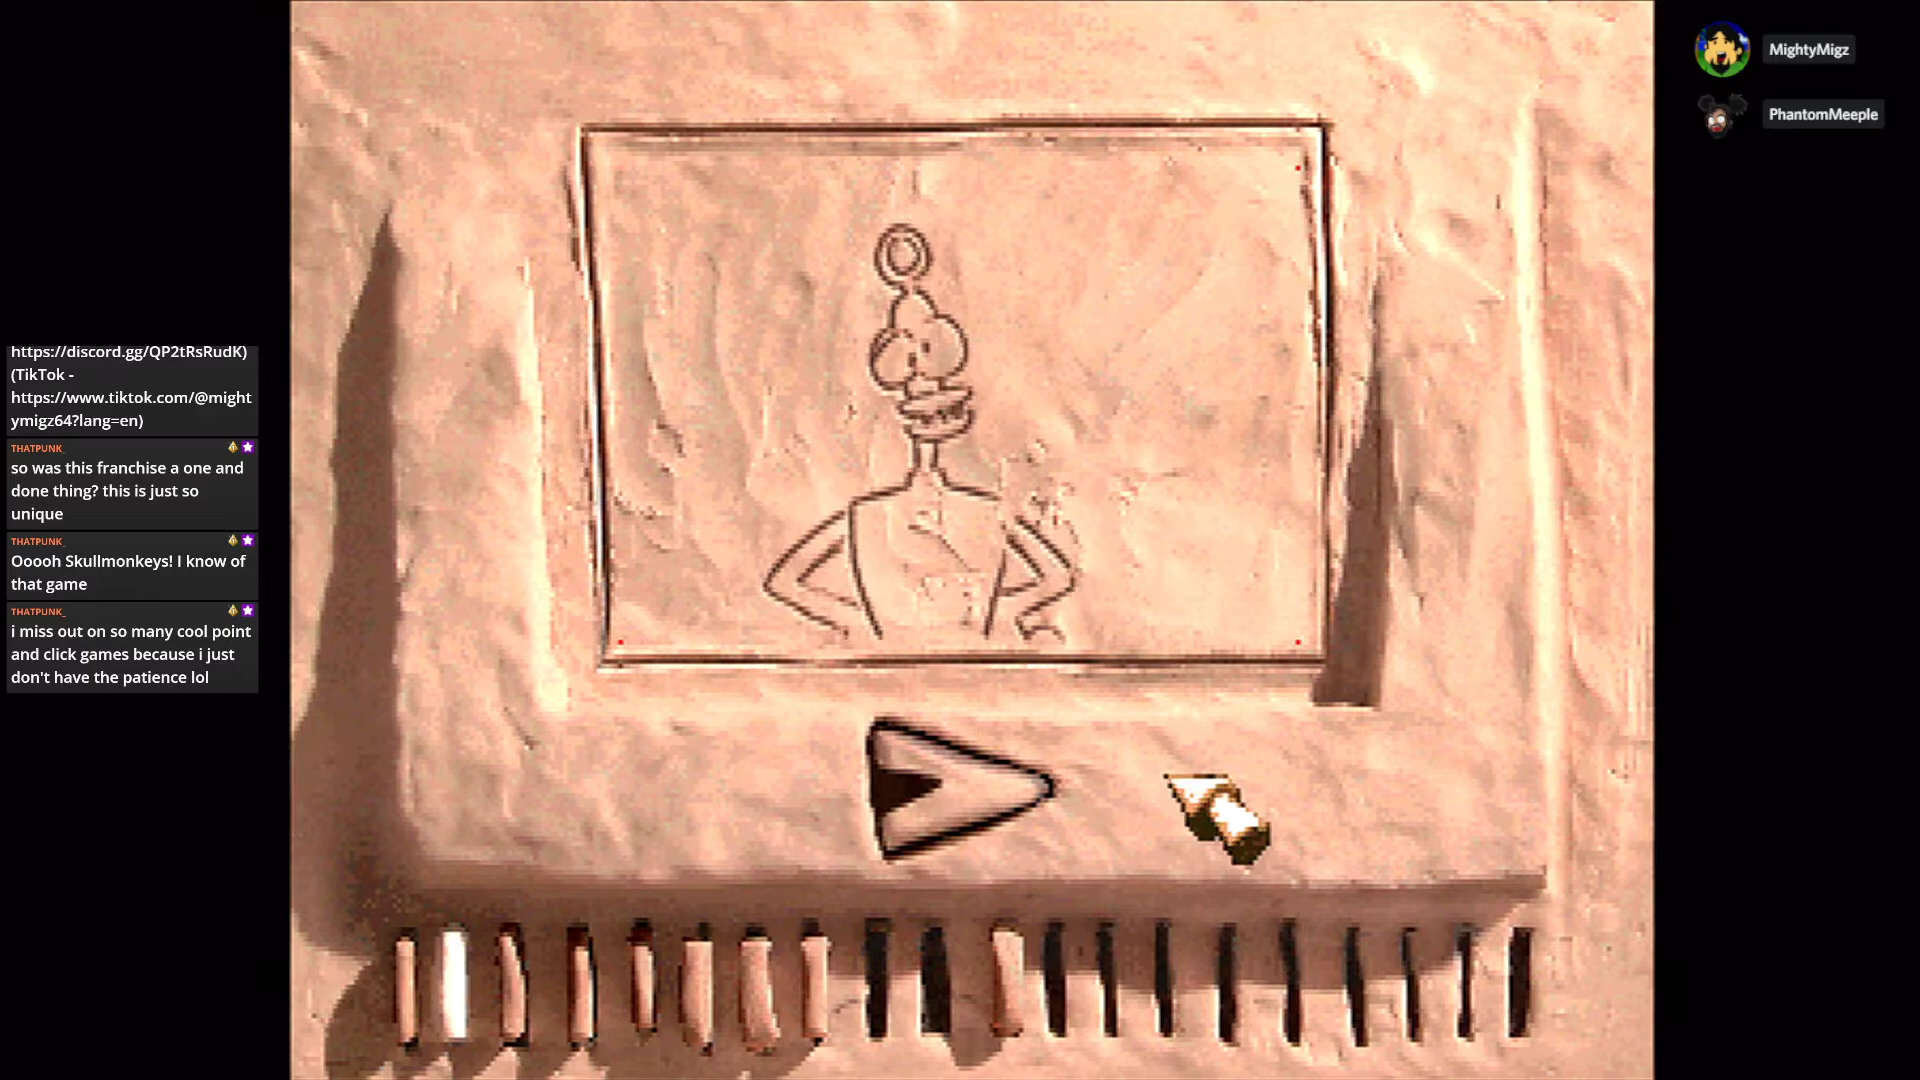 MightyMigz
PhantomMeeple
https://discord.gg/QP2tRsRudK)
(TikTok -
https://www.tiktok.com/@might
ymigz64?lang=en)
THATPUNK_
so was this franchise a one and
done thing? this is just so
unique
THATPUNK_
Ooooh Skullmonkeys! I know of
that game
THATPUNK_
i miss out on so many cool point
and click games because i just
don't have the patience lol